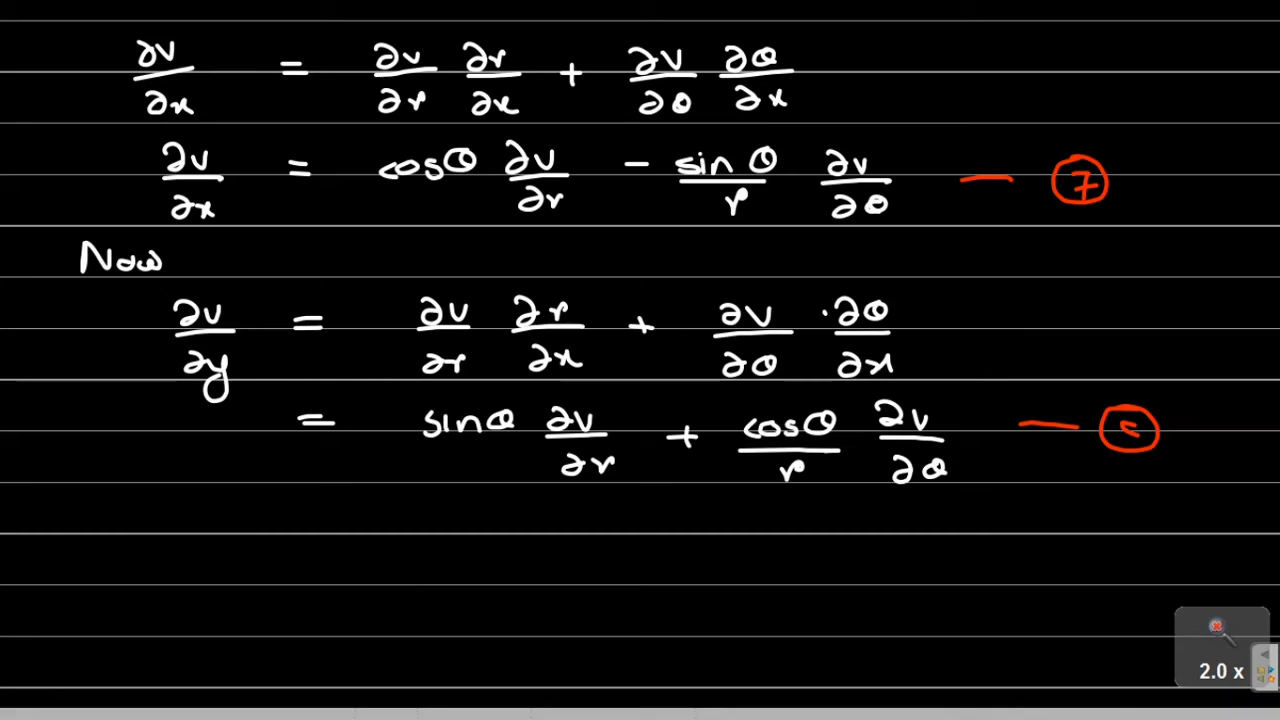 ∂v/∂x = ∂v/∂r ∂r/∂x + ∂v/∂θ ∂θ/∂x
∂v/∂x = cosθ ∂v/∂r - sinθ/r ∂v/∂θ — 7
Now
∂v/∂y = ∂v/∂r ∂r/∂x + ∂v/∂θ · ∂θ/∂x
= sinθ ∂v/∂r + cosθ/r ∂v/∂θ —
2.0 x